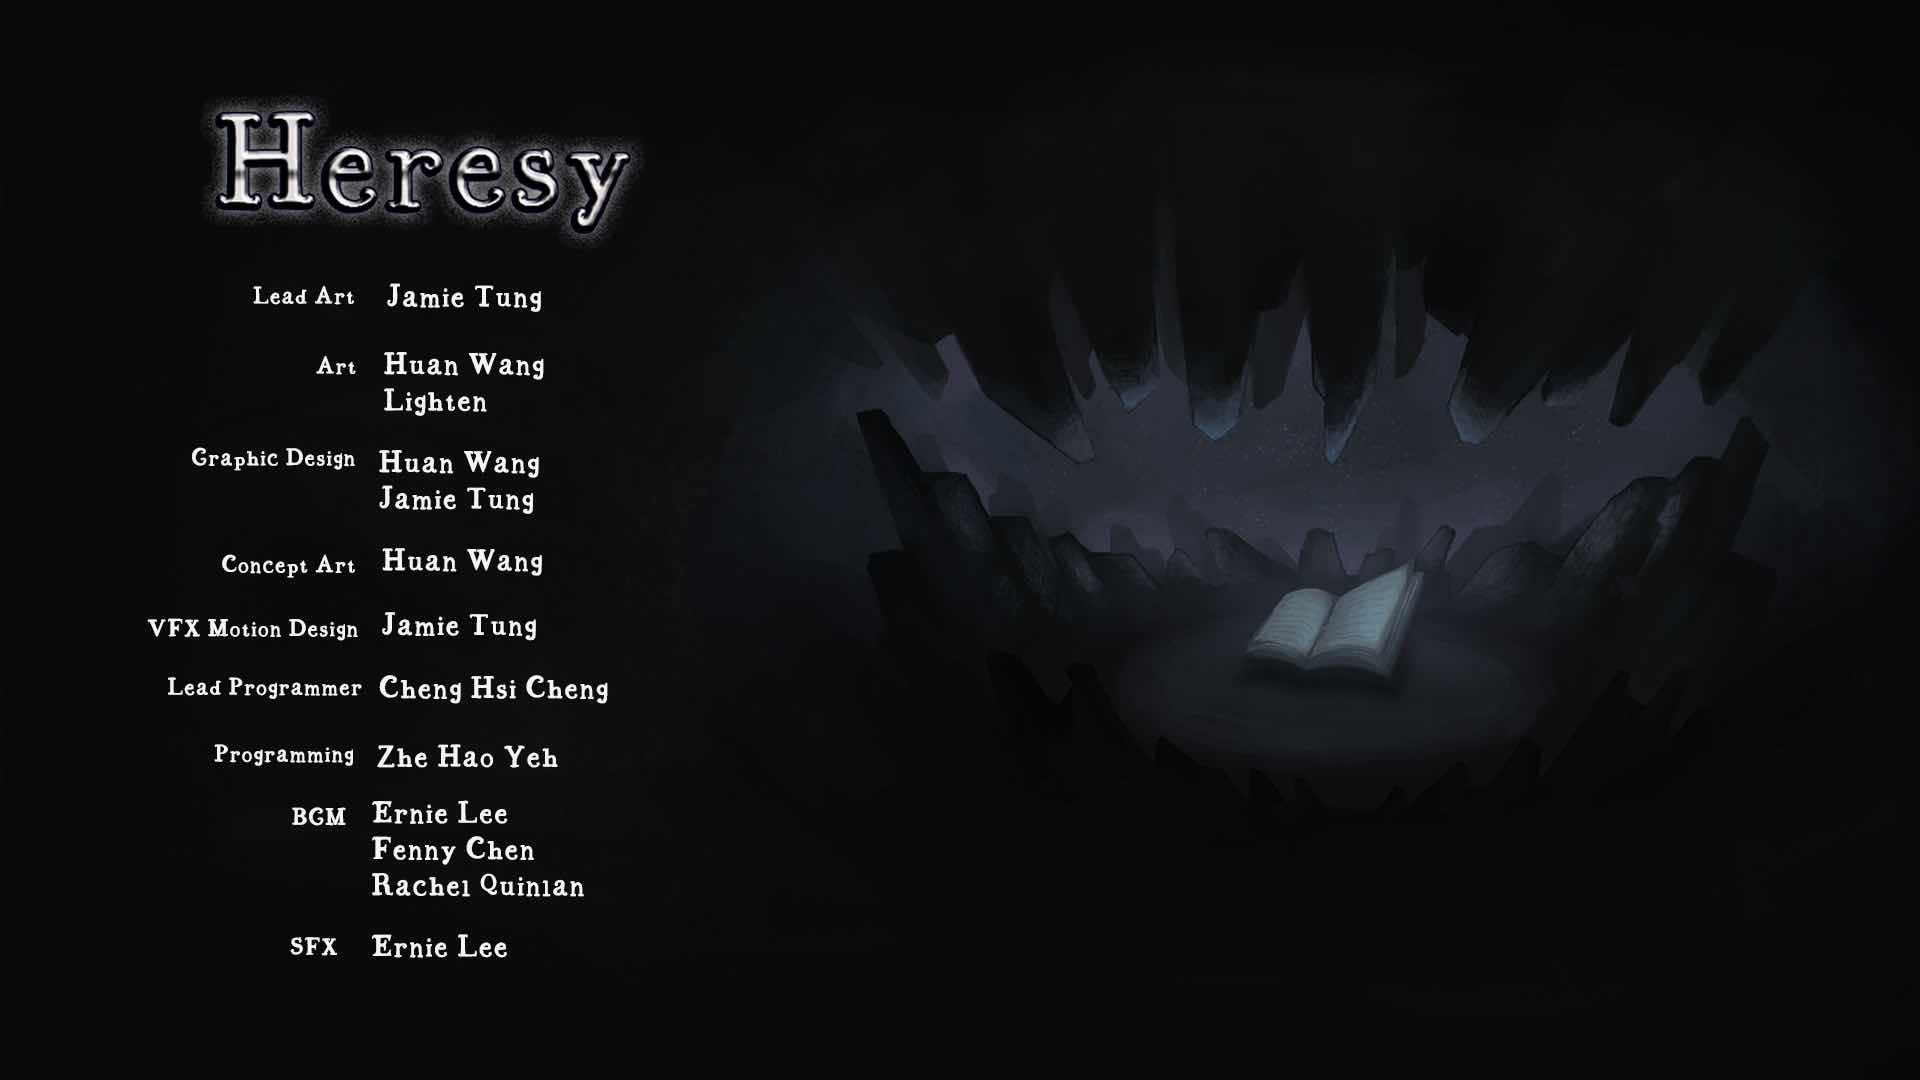 Heresy
Lead Art Jamie Tung
Art Huan Wang
Lighten
Graphic Design Huan Wang
Jamie Tung
Concept Art Huan Wang
VFX Motion Design Jamie Tung
Lead Programmer Cheng Hsi Cheng
Programming Zhe Hao Yeh
BGM Ernie Lee
Fenny Chen
Rachel Quinlan
SFX Ernie Lee